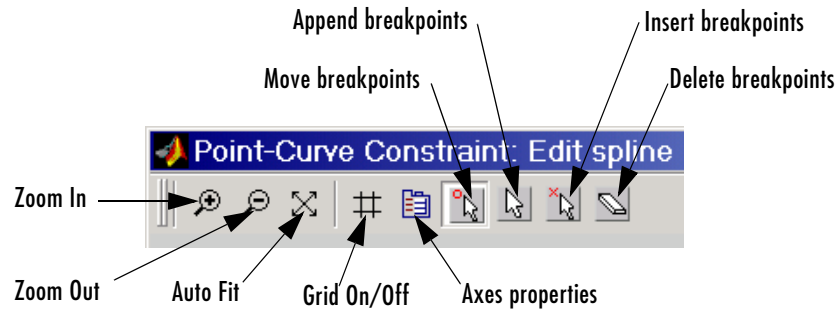 Append breakpoints
Insert breakpoints
Move breakpoints
Delete breakpoints
Point-Curve Constraint: Edit spline
Zoom In
Zoom Out
Auto Fit
Grid On/Off
Axes properties